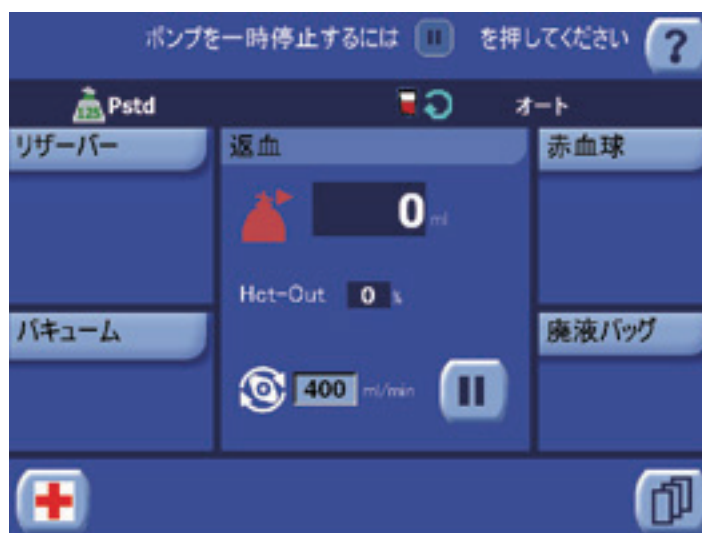 ポンプを一時停止するには を押してください ?
125 Pstd オート
リザーバー 返血 赤血球
0 ml
Hct-Out 0 %
バキューム 廃液バッグ
400 ml/min